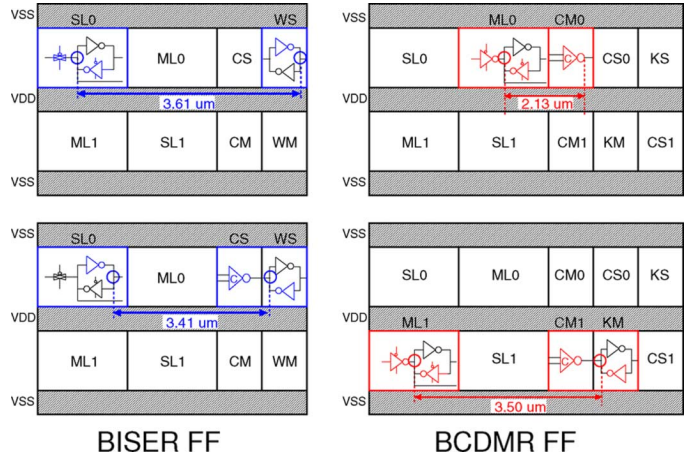 VSS
SL0
WS
ML0
CS
VDD
3.61 um
ML1
SL1
CM
WM
VSS
VSS
ML0
CM0
SL0
CS0
KS
VDD
2.13 um
ML1
SL1
CM1
KM
CS1
VSS
VSS
SL0
CS
WS
ML0
VDD
3.41 um
ML1
SL1
CM
WM
VSS
BISER FF
VSS
SL0
ML0
CM0
CS0
KS
VDD
ML1
CM1
KM
SL1
CS1
VSS
3.50 um
BCDMR FF